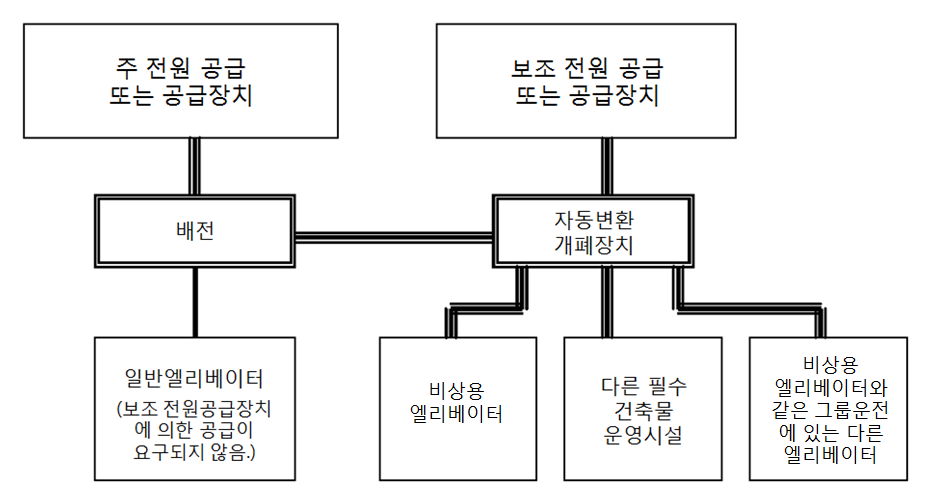 주 전원 공급
또는 공급장치
보조 전원 공급
또는 공급장치
배전
자동변환
개폐장치
일반엘리베이터
(보조 전원공급장치
에 의한 공급이
요구되지 않음.)
비상용
엘리베이터
다른 필수
건축물
운영시설
비상용
엘리베이터와
같은 그룹운전
에 있는 다른
엘리베이터